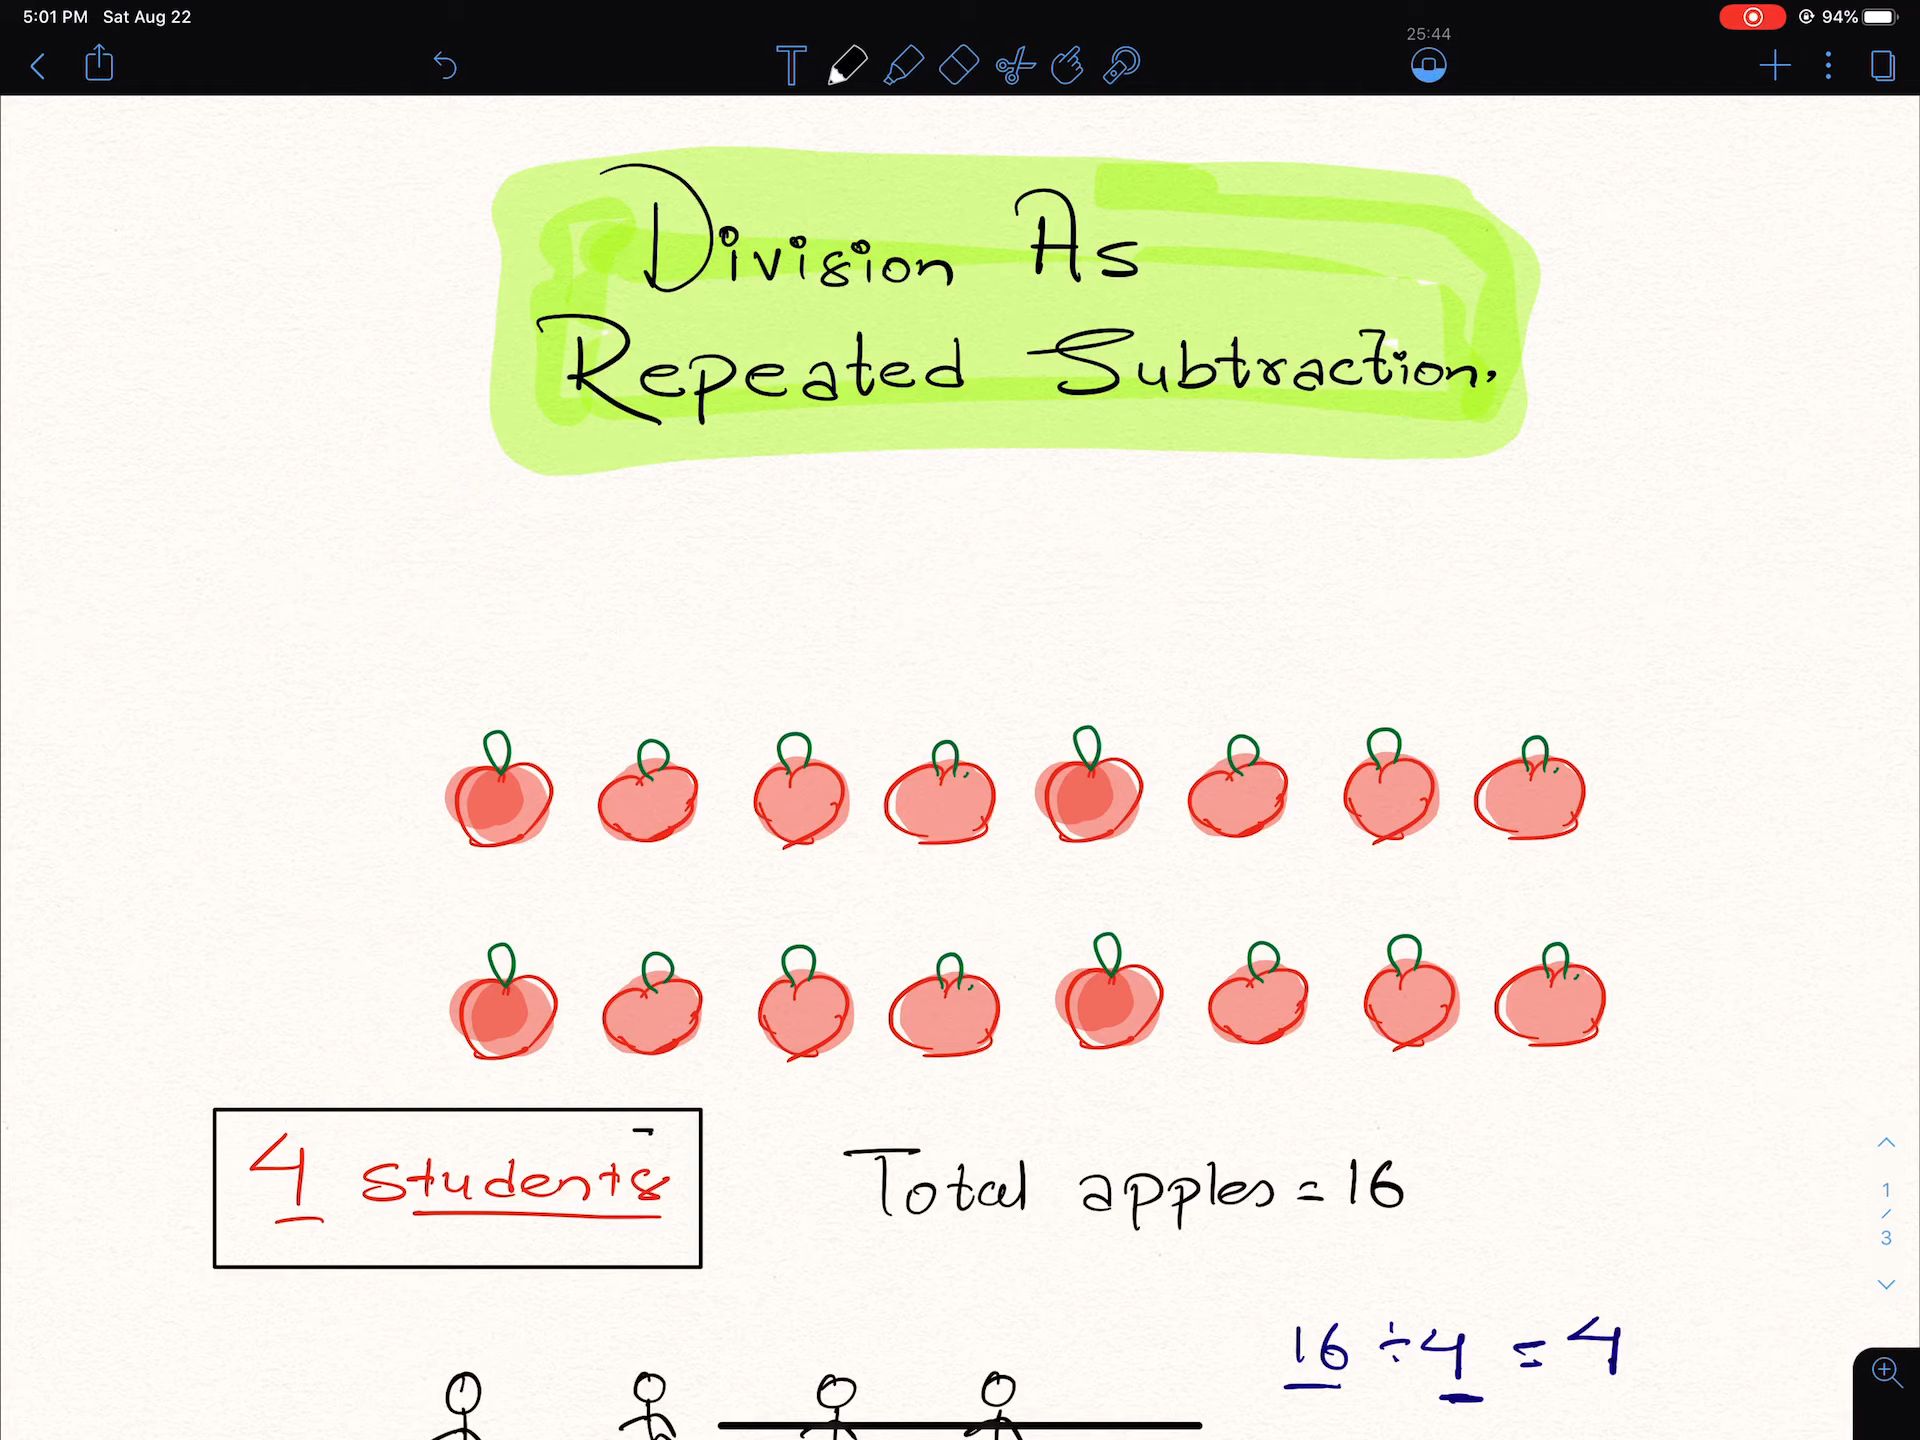 5:01 PM Sat Aug 22
94%
25:44
Division As
Repeated Subtraction.
4 students
Total apples = 16
1
/
3
16 ÷ 4 = 4